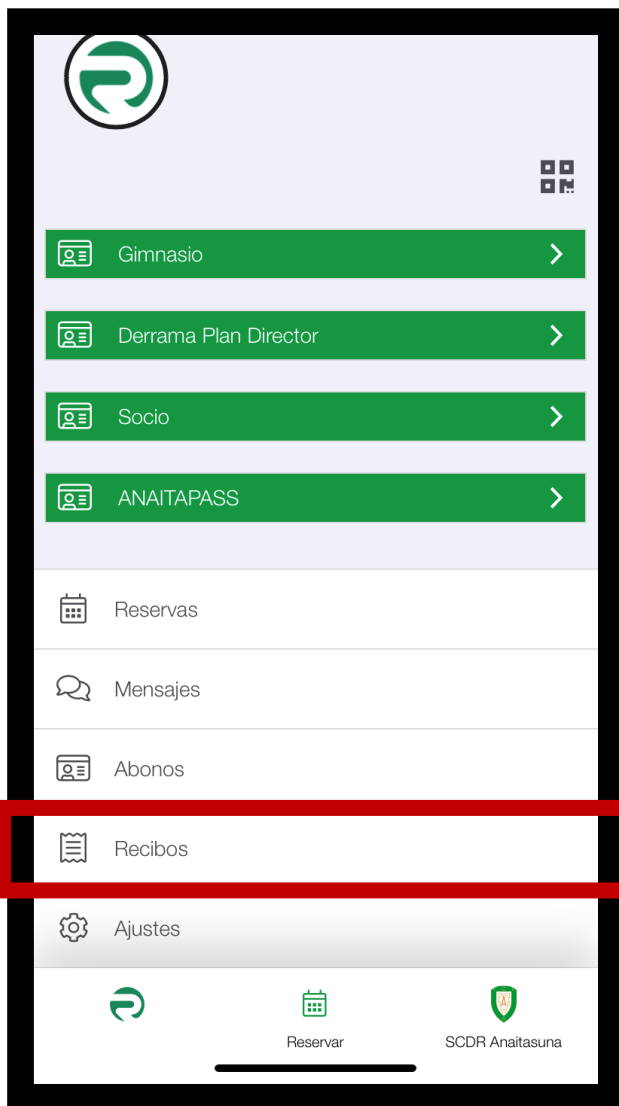 Gimnasio
Derrama Plan Director
Socio
ANAITAPASS
Reservas
Mensajes
Abonos
Recibos
Ajustes
Reservar
SCDR Anaitasuna